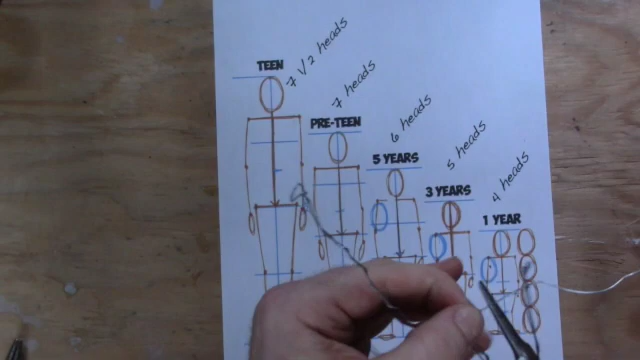 TEEN
7 1/2 heads
PRE-TEEN
7 heads
5 YEARS
6 heads
3 YEARS
5 heads
1 YEAR
4 heads